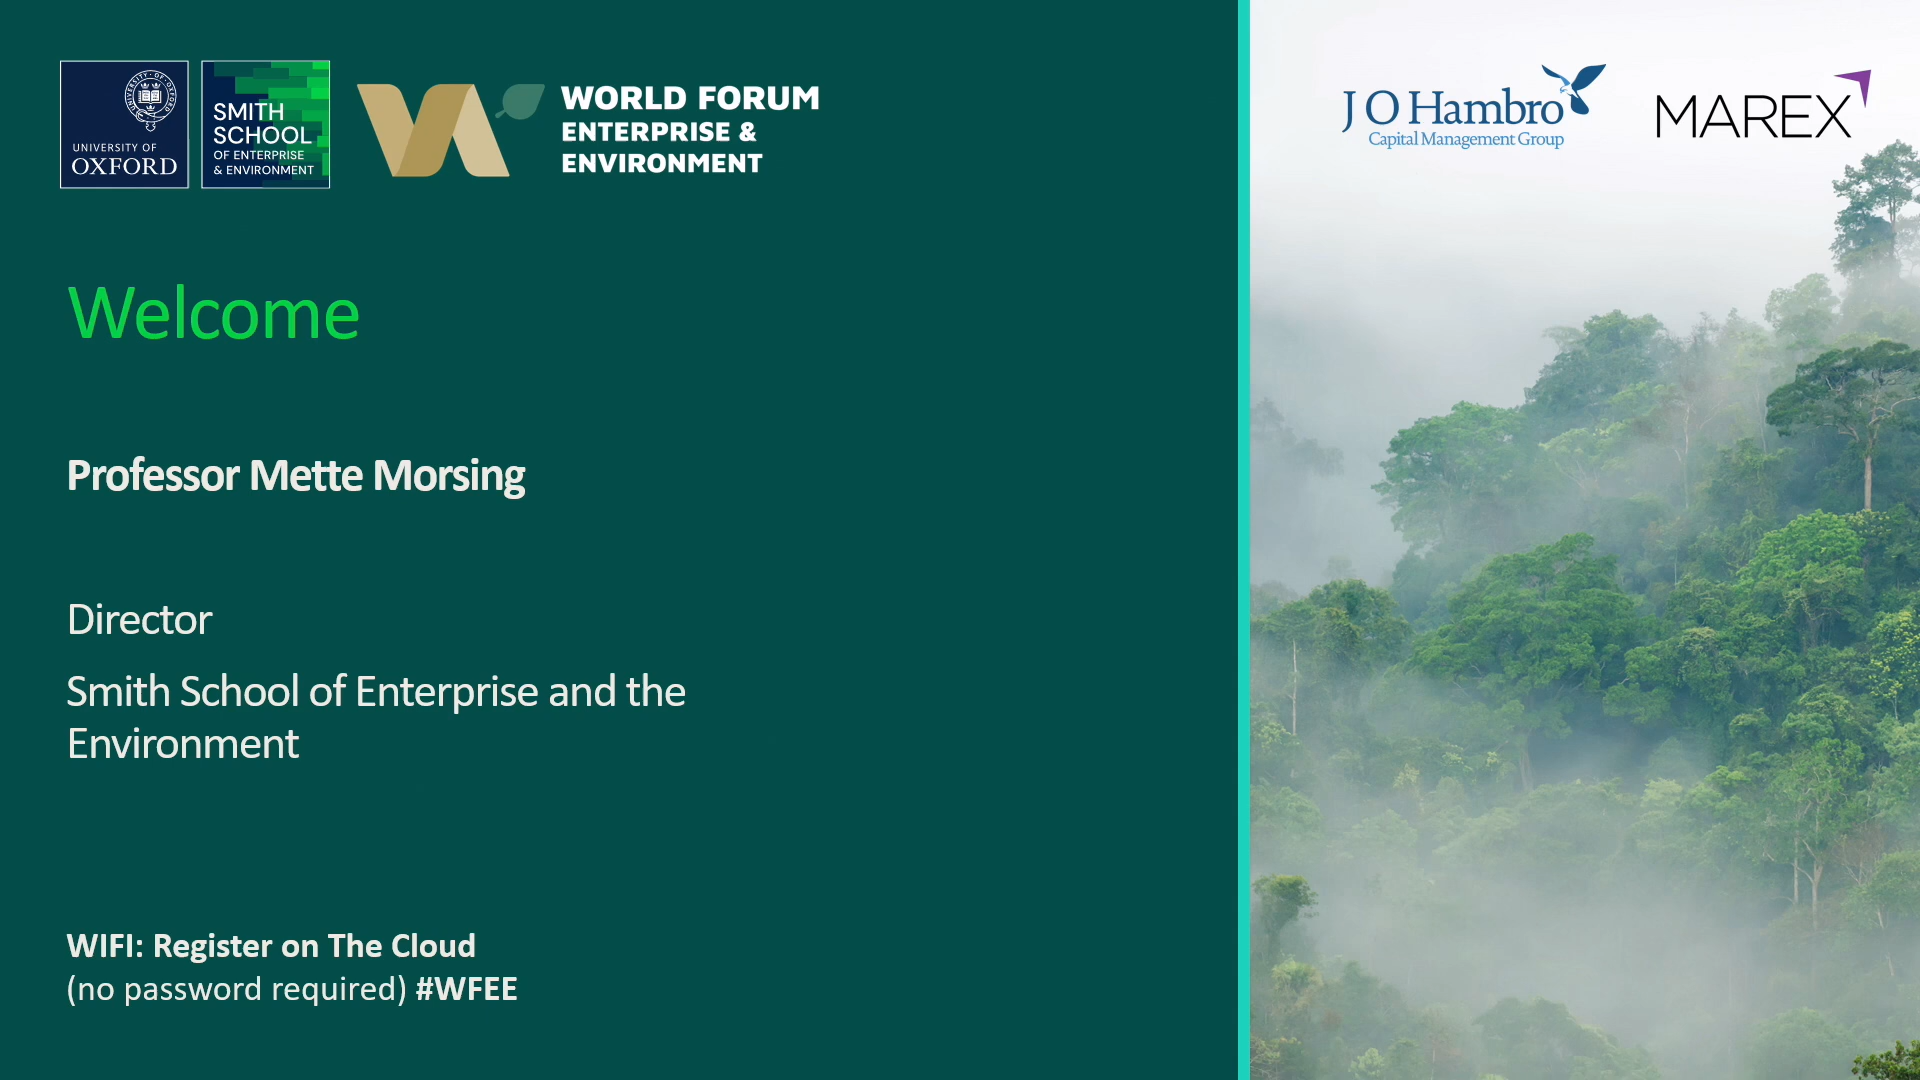 UNIVERSITY OF
OXFORD
SMITH
SCHOOL
OF ENTERPRISE
& ENVIRONMENT
WORLD FORUM
ENTERPRISE &
ENVIRONMENT
J O Hambro
Capital Management Group
MAREX
Welcome
Professor Mette Morsing
Director
Smith School of Enterprise and the
Environment
WIFI: Register on The Cloud
(no password required) #WFEE